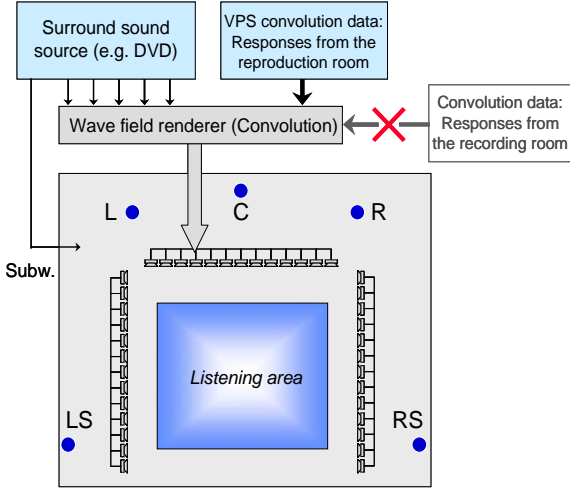 Surround sound
source (e.g. DVD)
VPS convolution data:
Responses from the
reproduction room
Wave field renderer (Convolution)
Convolution data:
Responses from
the recording room
L
C
R
Subw.
Listening area
LS
RS